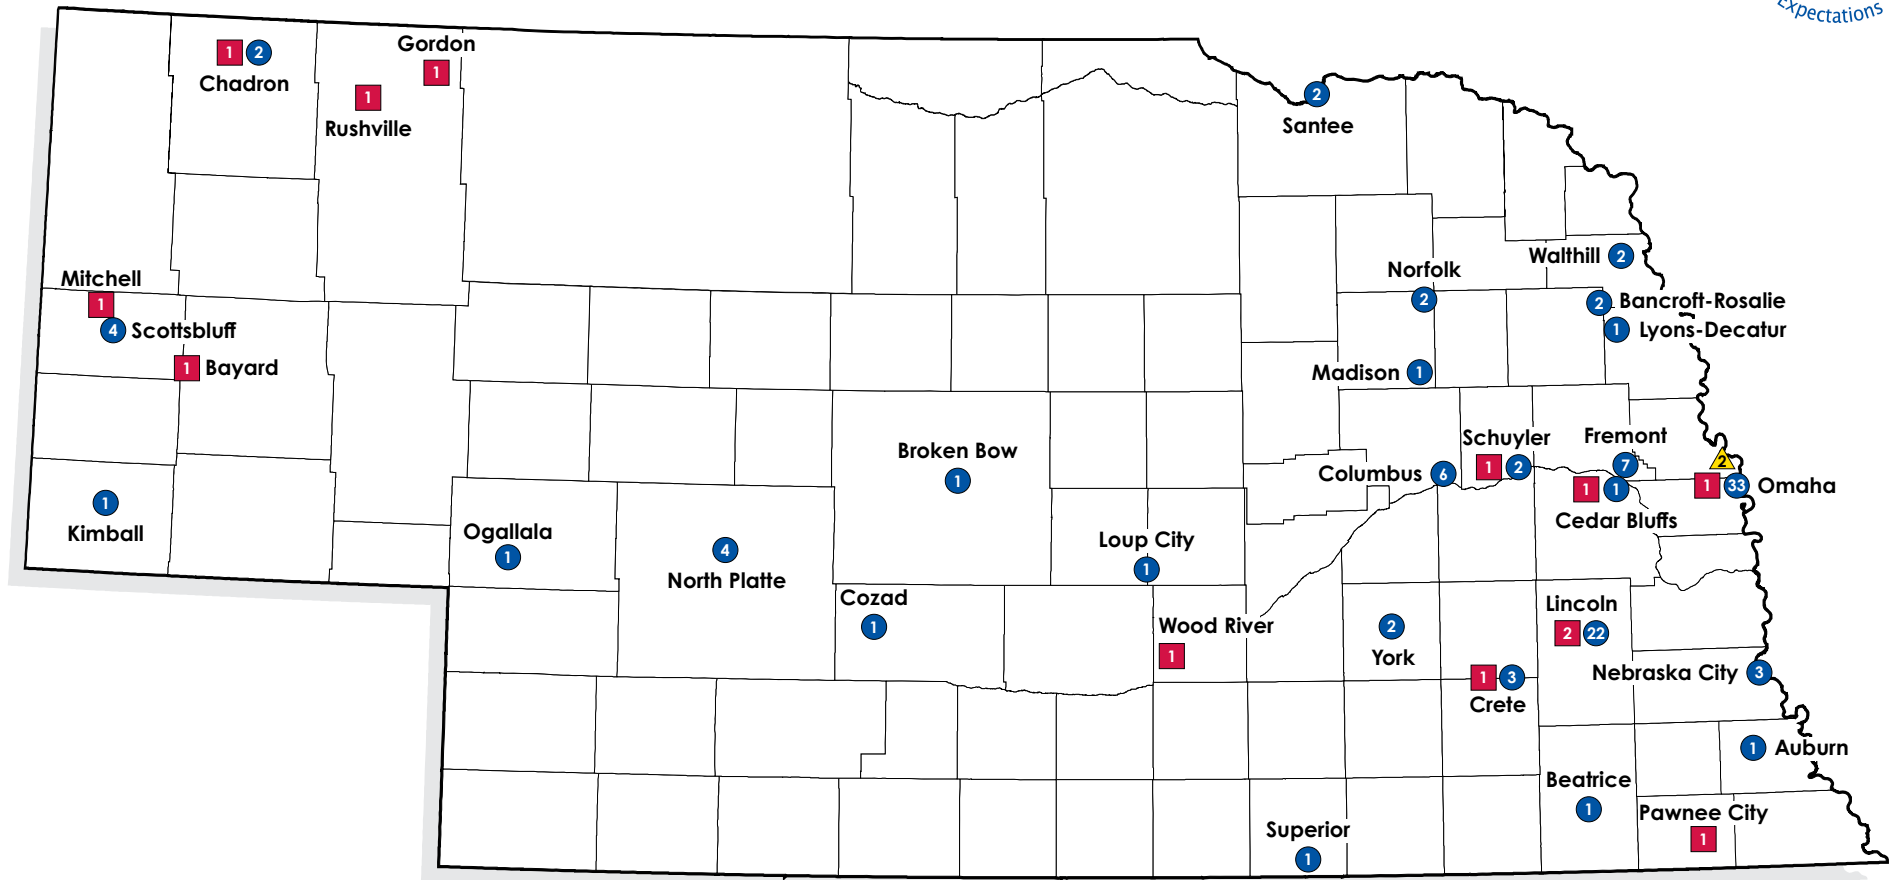 Expectations
Gordon
1
2
Chadron
1
1
Rushville
2
Santee
Walthill
2
Mitchell
1
4
Scottsbluff
1
Bayard
Norfolk
2
2
Bancroft-Rosalie
1
Lyons-Decatur
Madison
1
Broken Bow
1
Schuyler
1
2
Fremont
7
Columbus
6
1
1
Cedar Bluffs
2
1
33
Omaha
1
Kimball
Ogallala
1
4
North Platte
Loup City
1
Cozad
1
Wood River
1
2
York
Lincoln
2
22
1
3
Crete
Nebraska City
3
1
Auburn
Beatrice
1
Pawnee City
1
Superior
1